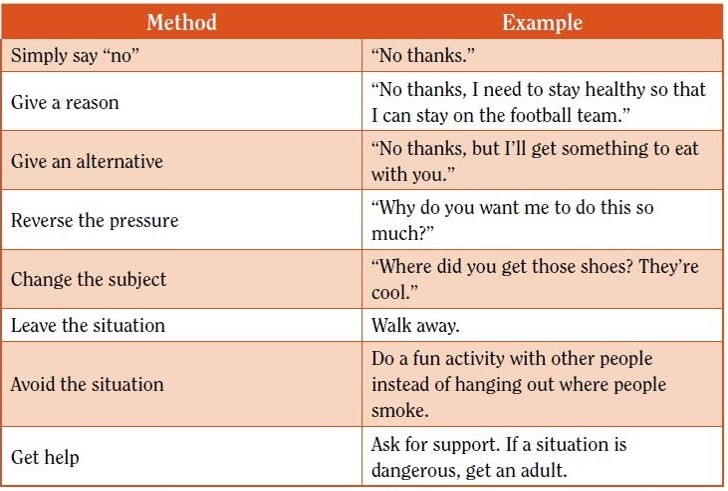 Method
Example
Simply say “no”
“No thanks.”
Give a reason
“No thanks, I need to stay healthy so that
I can stay on the football team.”
Give an alternative
“No thanks, but I’ll get something to eat
with you.”
Reverse the pressure
“Why do you want me to do this so
much?”
Change the subject
“Where did you get those shoes? They’re
cool.”
Leave the situation
Walk away.
Avoid the situation
Do a fun activity with other people
instead of hanging out where people
smoke.
Get help
Ask for support. If a situation is
dangerous, get an adult.